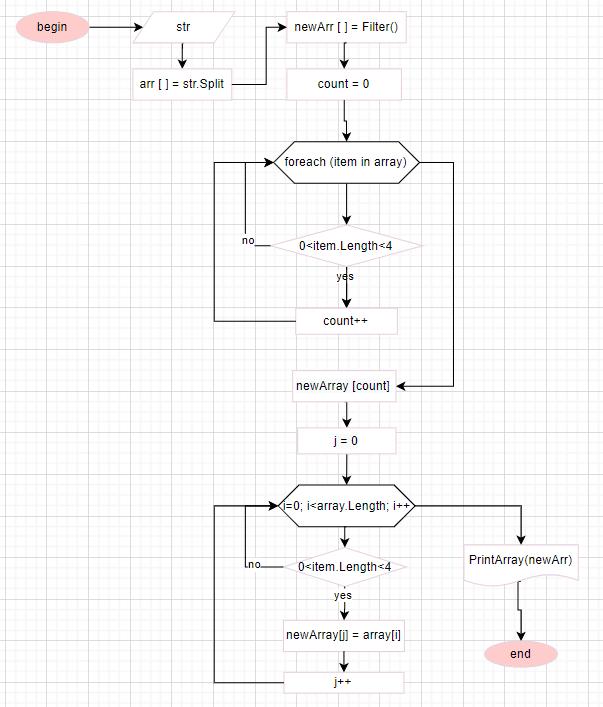 begin
str
newArr [ ] = Filter()
arr [ ] = str.Split
count = 0
foreach (item in array)
no
0<item.Length<4
yes
count++
newArray [count]
j = 0
i=0; i<array.Length; i++
no
0<item.Length<4
PrintArray(newArr)
yes
newArray[j] = array[i]
end
j++